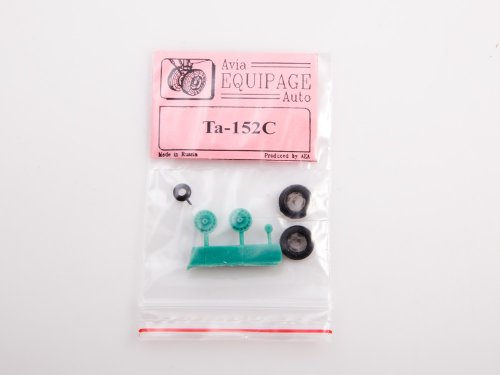 Avia
EQUIPAGE
Auto
Ta-152C
Made in Russia
Produced by AEA